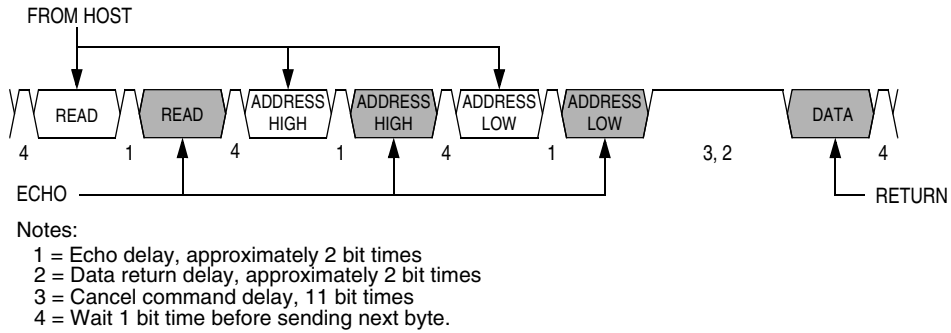 FROM HOST
READ
READ
ADDRESS HIGH
ADDRESS HIGH
ADDRESS LOW
ADDRESS LOW
DATA
4 1 4 1 4 1 3, 2 4
ECHO
RETURN
Notes:
1 = Echo delay, approximately 2 bit times
2 = Data return delay, approximately 2 bit times
3 = Cancel command delay, 11 bit times
4 = Wait 1 bit time before sending next byte.